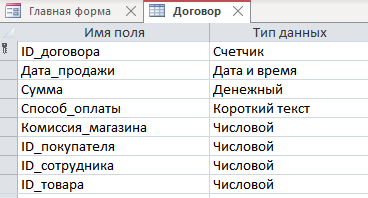 Главная форма Договор
Имя поля Тип данных
ID_договора Счетчик
Дата_продажи Дата и время
Сумма Денежный
Способ_оплаты Короткий текст
Комиссия_магазина Числовой
ID_покупателя Числовой
ID_сотрудника Числовой
ID_товара Числовой